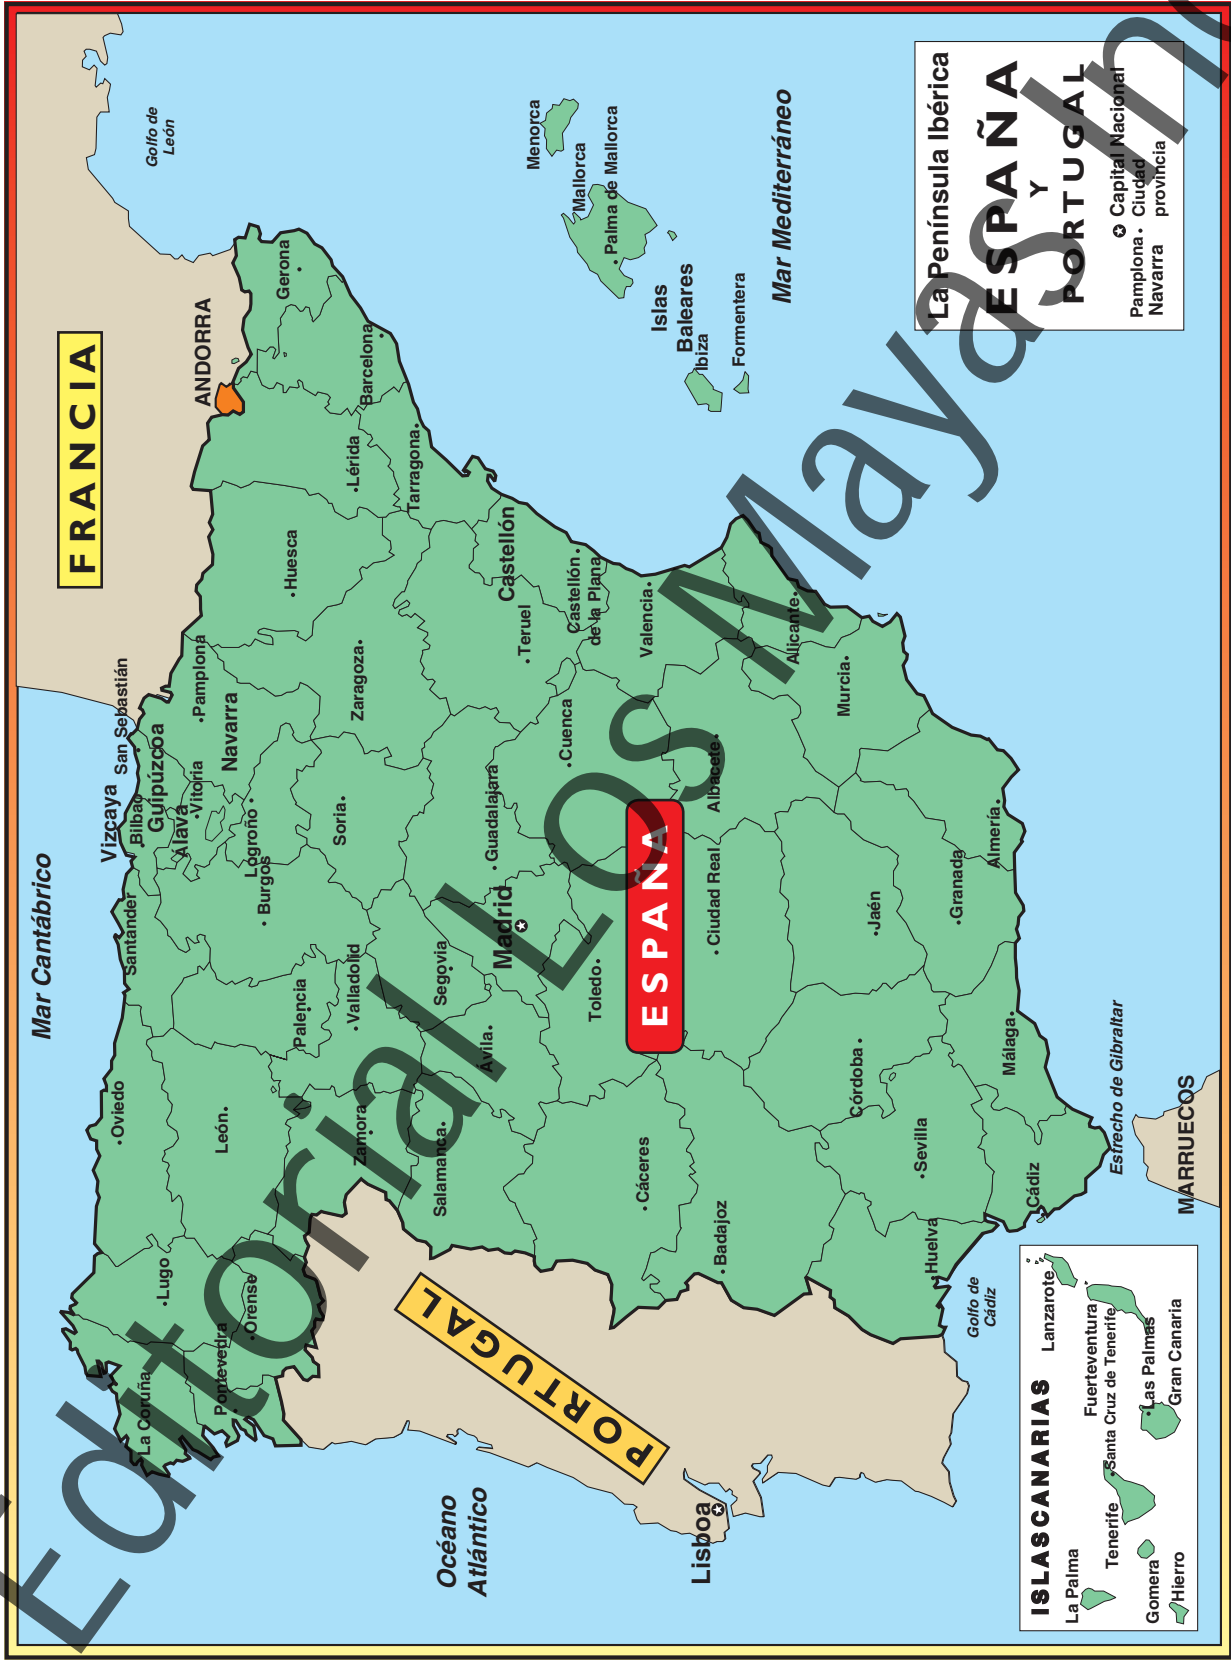 FRANCIA
ANDORRA
Golfo de
León
Mar Cantábrico
Vizcaya
San Sebastián
Bilbao
Guipúzcoa
Álava
Vitoria
Pamplona
Navarra
Santander
Oviedo
Lugo
La Coruña
Pontevedra
Orense
León
Palencia
Burgos
Logroño
Soria
Zaragoza
Huesca
Lérida
Gerona
Barcelona
Tarragona
Zamora
Valladolid
Segovia
Salamanca
Ávila
Madrid
Guadalajara
Teruel
Castellón
Castellón
de la Plana
Cuenca
Toledo
Valencia
ESPAÑA
Cáceres
Badajoz
Ciudad Real
Albacete
Alicante
Murcia
Córdoba
Jaén
Sevilla
Huelva
Granada
Almería
Málaga
Cádiz
PORTUGAL
Lisboa
Océano
Atlántico
Golfo de
Cádiz
Estrecho de Gibraltar
MARRUECOS
Menorca
Mallorca
Palma de Mallorca
Islas
Baleares
Ibiza
Formentera
Mar Mediterráneo
La Península Ibérica
ESPAÑA
Y
PORTUGAL
Capital Nacional
Pamplona Ciudad
Navarra provincia
ISLAS CANARIAS
La Palma
Tenerife
Santa Cruz de Tenerife
Gomera
Hierro
Lanzarote
Fuerteventura
Las Palmas
Gran Canaria
Editorial Los Mayas